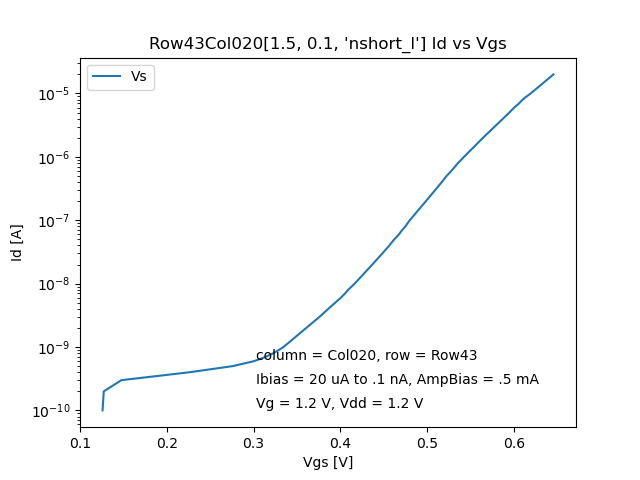 Row43Col020[1.5, 0.1, 'nshort_l'] Id vs Vgs
Vs
10⁻⁵
10⁻⁶
10⁻⁷
10⁻⁸
10⁻⁹
10⁻¹⁰
Id [A]
column = Col020, row = Row43
Ibias = 20 uA to .1 nA, AmpBias = .5 mA
Vg = 1.2 V, Vdd = 1.2 V
0.1 0.2 0.3 0.4 0.5 0.6
Vgs [V]